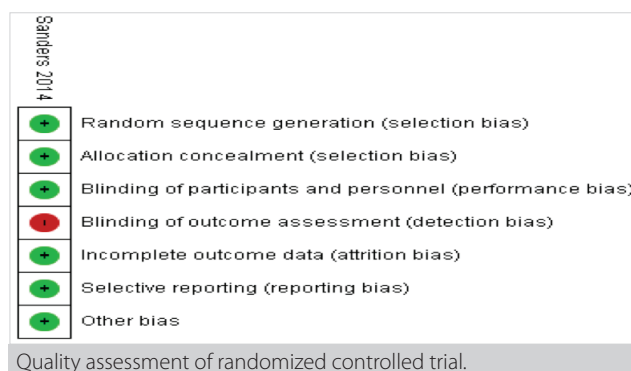 Sanders 2014
+ Random sequence generation (selection bias)
+ Allocation concealment (selection bias)
+ Blinding of participants and personnel (performance bias)
- Blinding of outcome assessment (detection bias)
+ Incomplete outcome data (attrition bias)
+ Selective reporting (reporting bias)
+ Other bias
Quality assessment of randomized controlled trial.